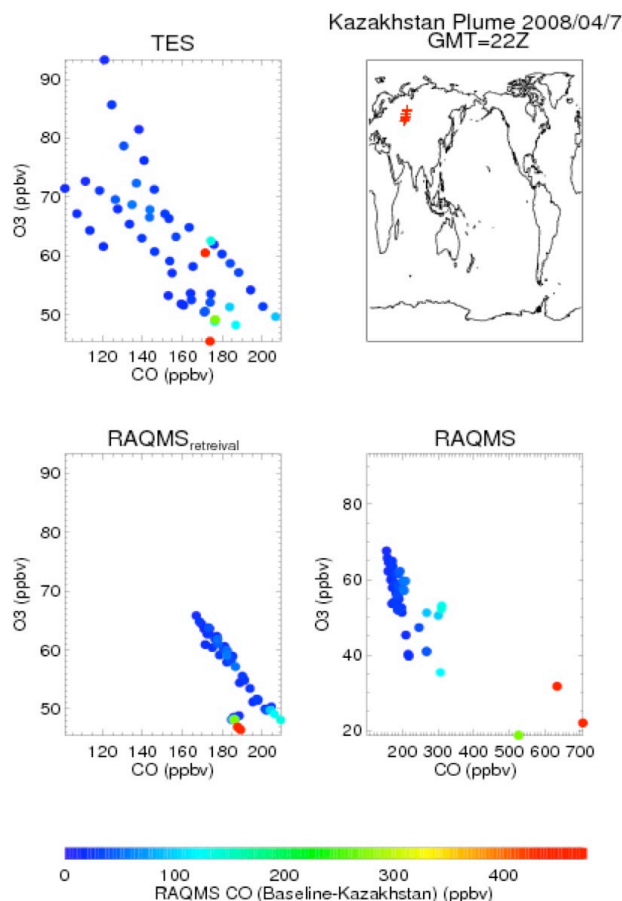 TES
Kazakhstan Plume 2008/04/7
GMT=22Z
90
80
70
60
50
O3 (ppbv)
120 140 160 180 200
CO (ppbv)
RAQMSretreival
RAQMS
90
80
70
60
50
O3 (ppbv)
120 140 160 180 200
CO (ppbv)
80
60
40
20
O3 (ppbv)
200 300 400 500 600 700
CO (ppbv)
0 100 200 300 400
RAQMS CO (Baseline-Kazakhstan) (ppbv)